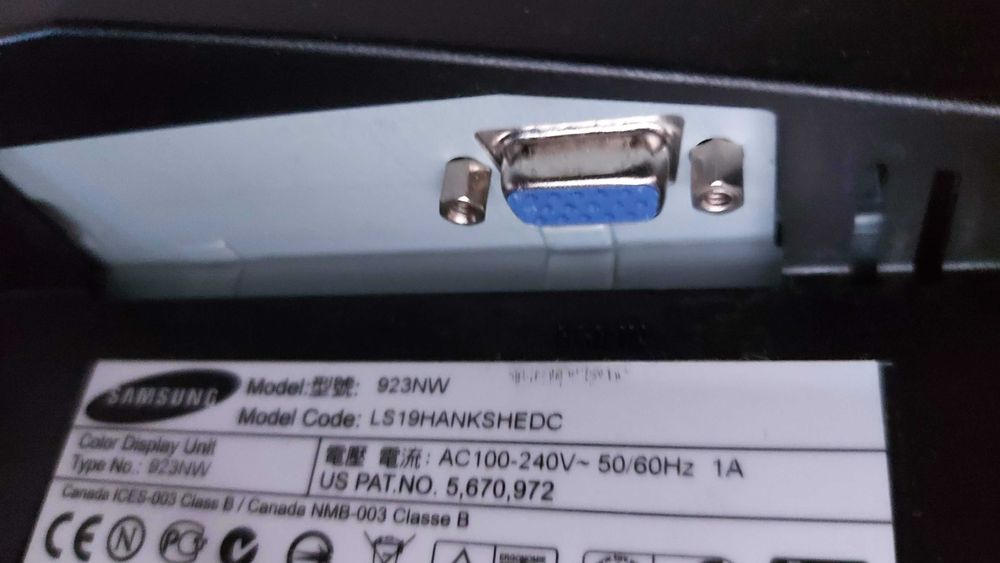 SAMSUNG
Model:型號: 923NW
Model Code: LS19HANKSHEDC
Color Display Unit
Type No.: 923NW
電壓 電流: AC100-240V~ 50/60Hz 1A
US PAT.NO. 5,670,972
Canada ICES-003 Class B / Canada NMB-003 Classe B
CE N